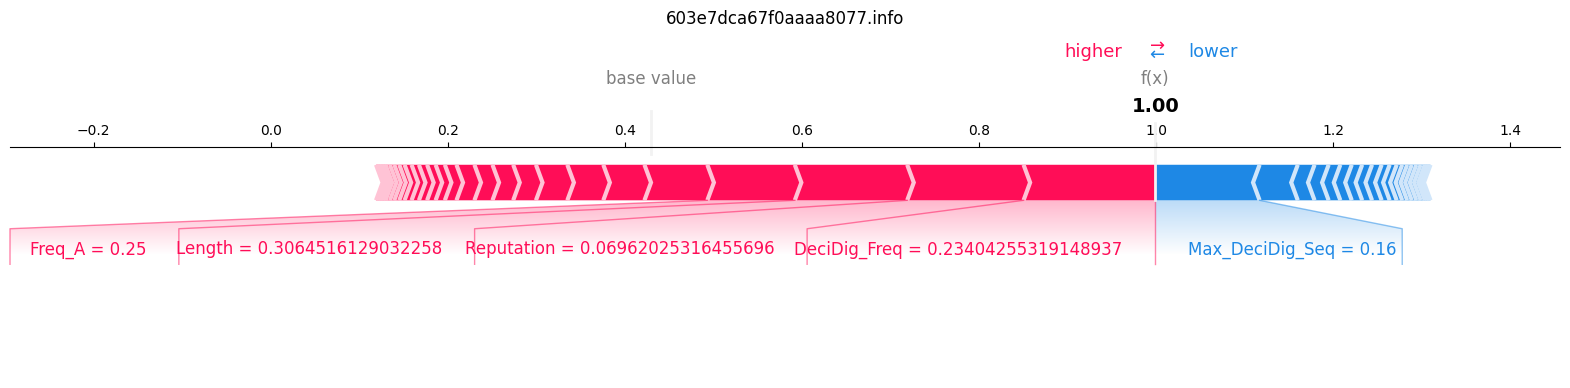 603e7dca67f0aaaa8077.info
higher ⇄ lower
base value f(x)
1.00
−0.2 0.0 0.2 0.4 0.6 0.8 1.0 1.2 1.4
Freq_A = 0.25 Length = 0.3064516129032258 Reputation = 0.06962025316455696 DeciDig_Freq = 0.23404255319148937 Max_DeciDig_Seq = 0.16